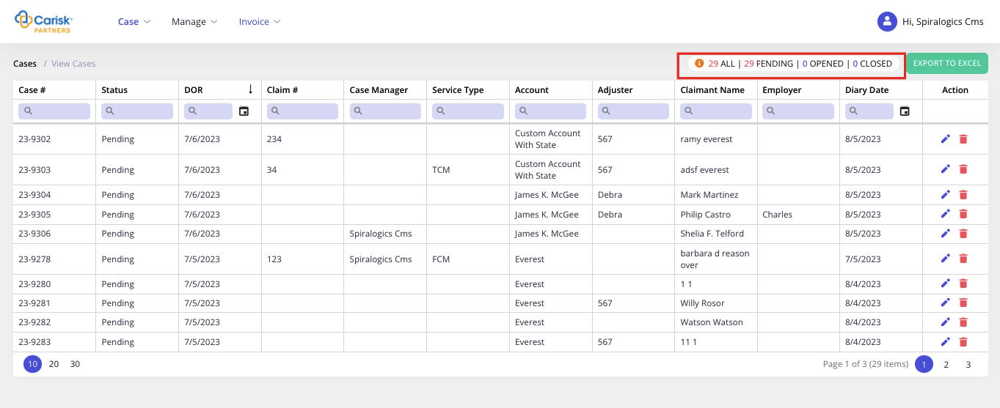 Carisk
PARTNERS
Case Manage Invoice
Hi, Spiralogics Cms
Cases / View Cases
29 ALL | 29 PENDING | 0 OPENED | 0 CLOSED
EXPORT TO EXCEL
Case # Status DOR Claim # Case Manager Service Type Account Adjuster Claimant Name Employer Diary Date Action
23-9302 Pending 7/6/2023 234 Custom Account With State 567 ramy everest 8/5/2023
23-9303 Pending 7/6/2023 34 TCM Custom Account With State 567 adsf everest 8/5/2023
23-9304 Pending 7/6/2023 James K. McGee Debra Mark Martinez 8/5/2023
23-9305 Pending 7/6/2023 James K. McGee Debra Philip Castro Charles 8/5/2023
23-9306 Pending 7/6/2023 Spiralogics Cms James K. McGee Shelia F. Telford 8/5/2023
23-9278 Pending 7/5/2023 123 Spiralogics Cms FCM Everest barbara d reason over 7/5/2023
23-9280 Pending 7/5/2023 Everest 1 1 8/4/2023
23-9281 Pending 7/5/2023 Everest 567 Willy Rosor 8/4/2023
23-9282 Pending 7/5/2023 Everest Watson Watson 8/4/2023
23-9283 Pending 7/5/2023 Everest 567 11 1 8/4/2023
10 20 30
Page 1 of 3 (29 items) 1 2 3